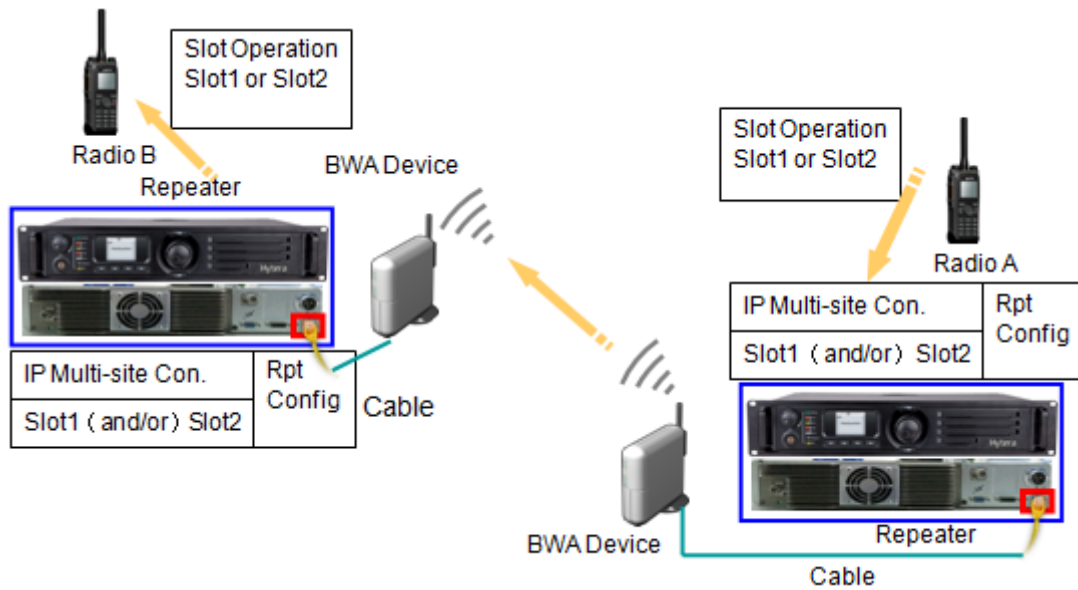 Slot Operation
Slot1 or Slot2
Radio B
Repeater
BWA Device
Hytera
IP Multi-site Con.
Slot1（and/or）Slot2
Rpt
Config
Cable
Slot Operation
Slot1 or Slot2
Radio A
IP Multi-site Con.
Slot1（and/or）Slot2
Rpt
Config
Hytera
Repeater
BWA Device
Cable